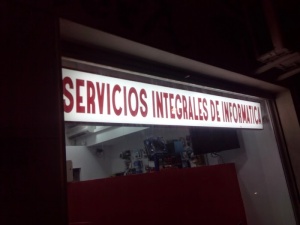 SERVICIOS INTEGRALES DE INFORMATICA